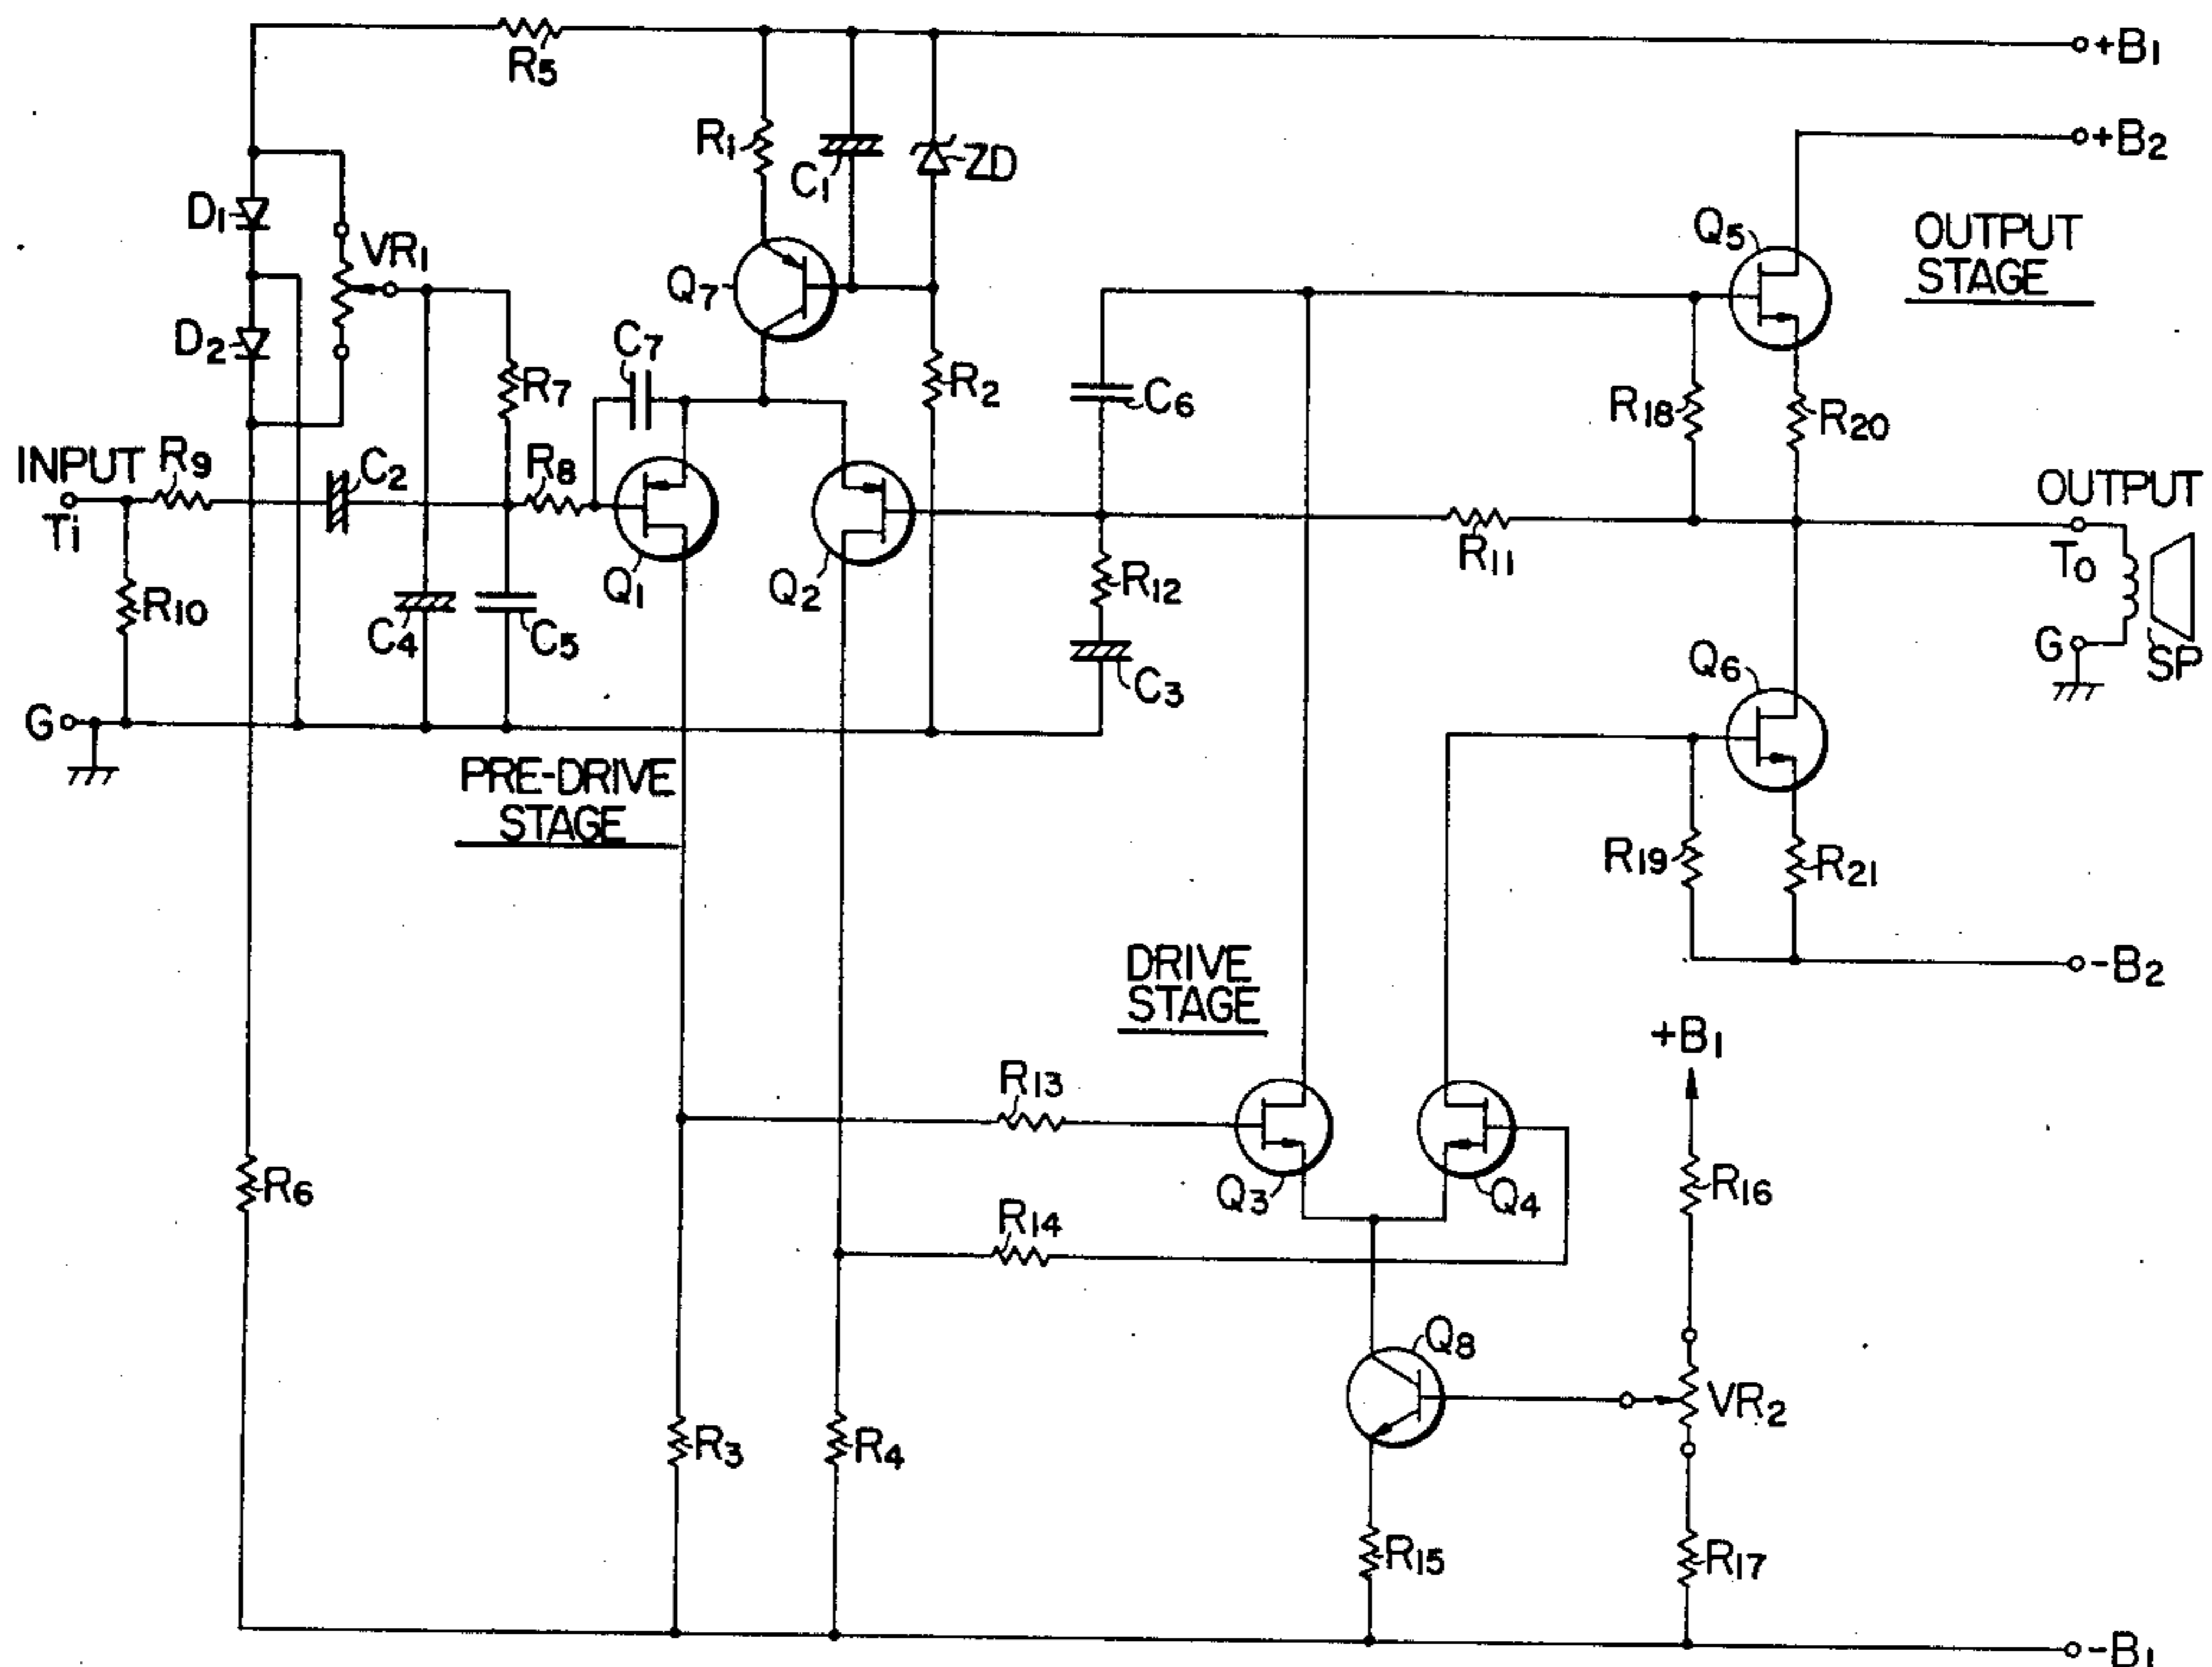 R5
+B1
+B2
R1
C1
ZD
Q5
OUTPUT
STAGE
D1
VR1
Q7
D2
C7
R7
R2
C6
R18
R20
INPUT
R9
C2
R8
OUTPUT
Ti
R10
Q1
Q2
R12
R11
TO
C4
C5
C3
Q6
G
SP
G
PRE-DRIVE
STAGE
R19
R21
DRIVE
STAGE
-B2
+B1
R13
R6
Q3
Q4
R16
R14
Q8
VR2
R3
R4
R15
R17
-B1